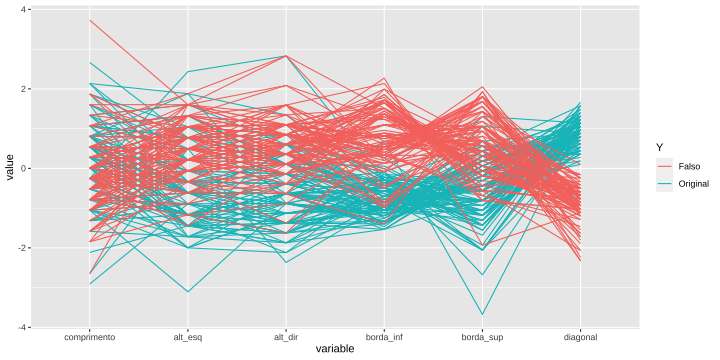 4
2
0
-2
-4
value
comprimento alt_esq alt_dir borda_inf borda_sup diagonal
variable
Y
Falso
Original